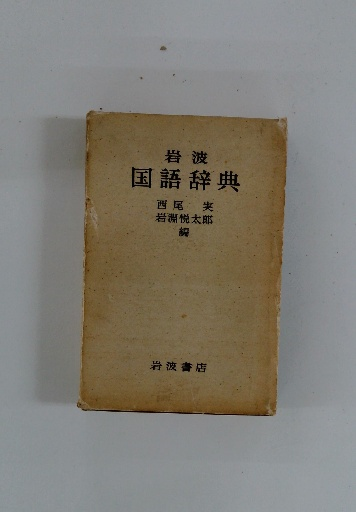 岩波
国語辞典
西尾 実
岩淵悦太郎
編
岩波書店